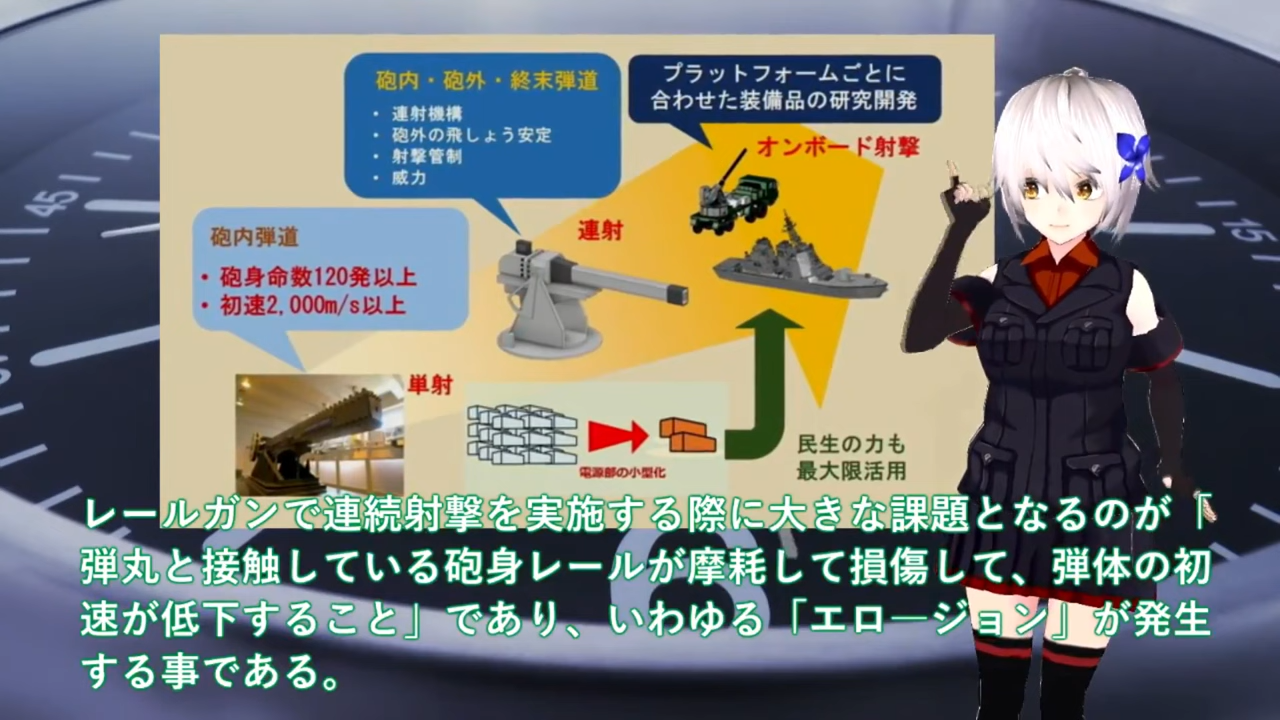 砲内・砲外・終末弾道
・ 連射機構
・ 砲外の飛しょう安定
・ 射撃管制
・ 威力
プラットフォームごとに
合わせた装備品の研究開発
オンボード射撃
連射
砲内弾道
・ 砲身命数120発以上
・ 初速2,000m/s以上
単射
電源部の小型化
民生の力も
最大限活用
45
15
レールガンで連続射撃を実施する際に大きな課題となるのが「
弾丸と接触している砲身レールが摩耗して損傷して、弾体の初
速が低下すること」であり、いわゆる「エロ―ジョン」が発生
する事である。